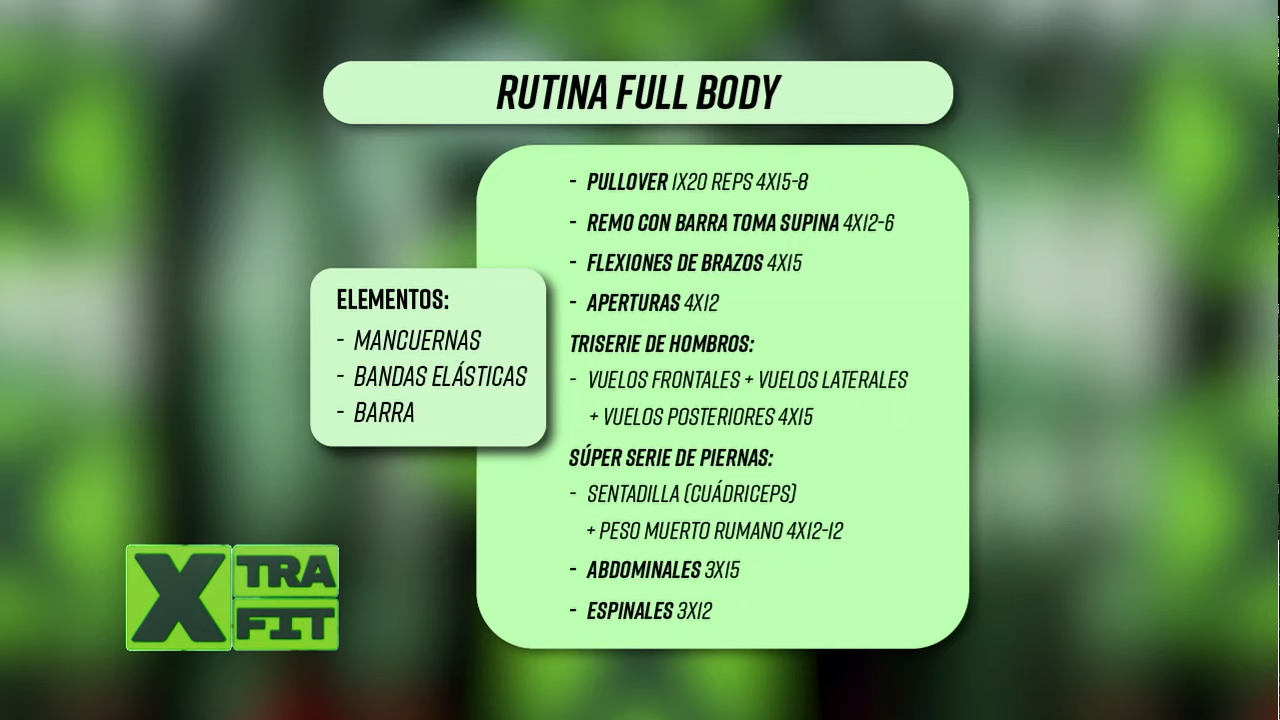 RUTINA FULL BODY
ELEMENTOS:
- MANCUERNAS
- BANDAS ELÁSTICAS
- BARRA
- PULLOVER 1X20 REPS 4X15-8
- REMO CON BARRA TOMA SUPINA 4X12-6
- FLEXIONES DE BRAZOS 4X15
- APERTURAS 4X12
TRISERIE DE HOMBROS:
- VUELOS FRONTALES + VUELOS LATERALES
+ VUELOS POSTERIORES 4X15
SÚPER SERIE DE PIERNAS:
- SENTADILLA (CUÁDRICEPS)
+ PESO MUERTO RUMANO 4X12-12
- ABDOMINALES 3X15
- ESPINALES 3X12
XTRA
FIT